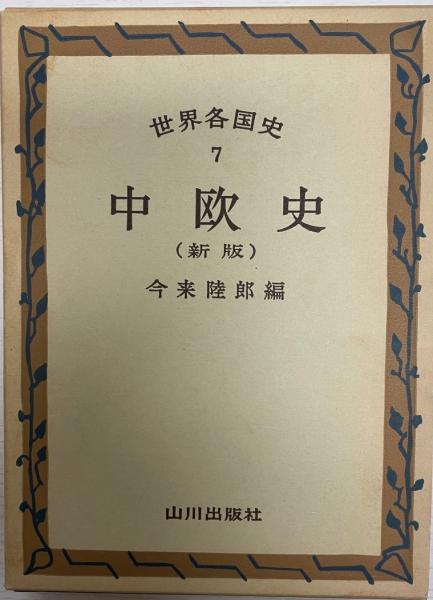 世界各国史
7
中欧史
(新版)
今来陸郎編
山川出版社